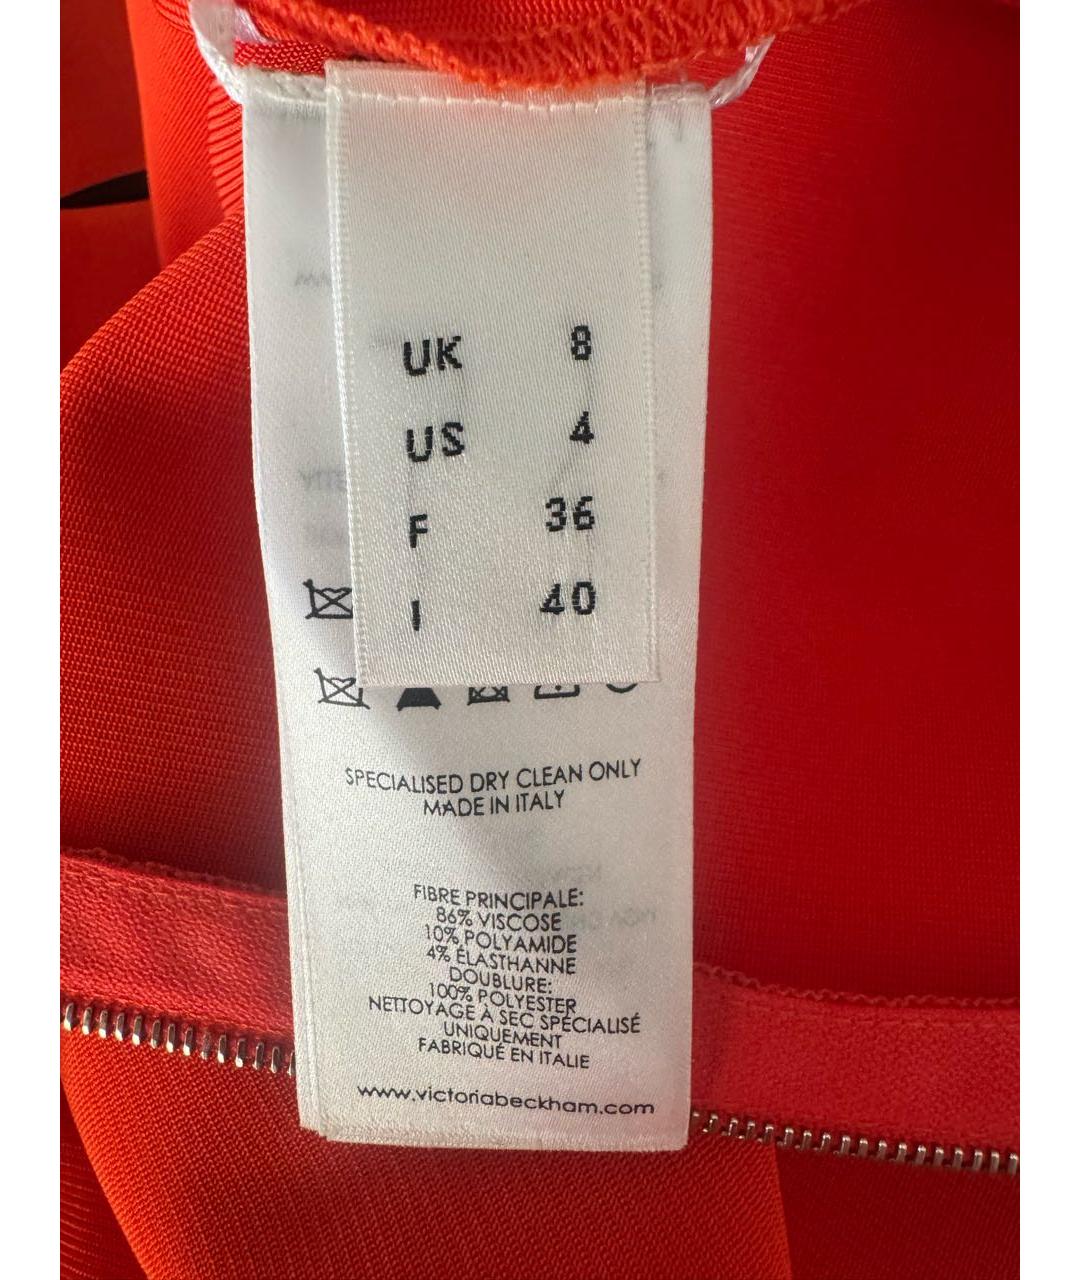 UK 8
US 4
F 36
I 40
SPECIALISED DRY CLEAN ONLY
MADE IN ITALY
FIBRE PRINCIPALE:
86% VISCOSE
10% POLYAMIDE
4% ÉLASTHANNE
DOUBLURE:
100% POLYESTER
NETTOYAGE À SEC SPÉCIALISÉ
UNIQUEMENT
FABRIQUÉ EN ITALIE
www.victoriabeckham.com